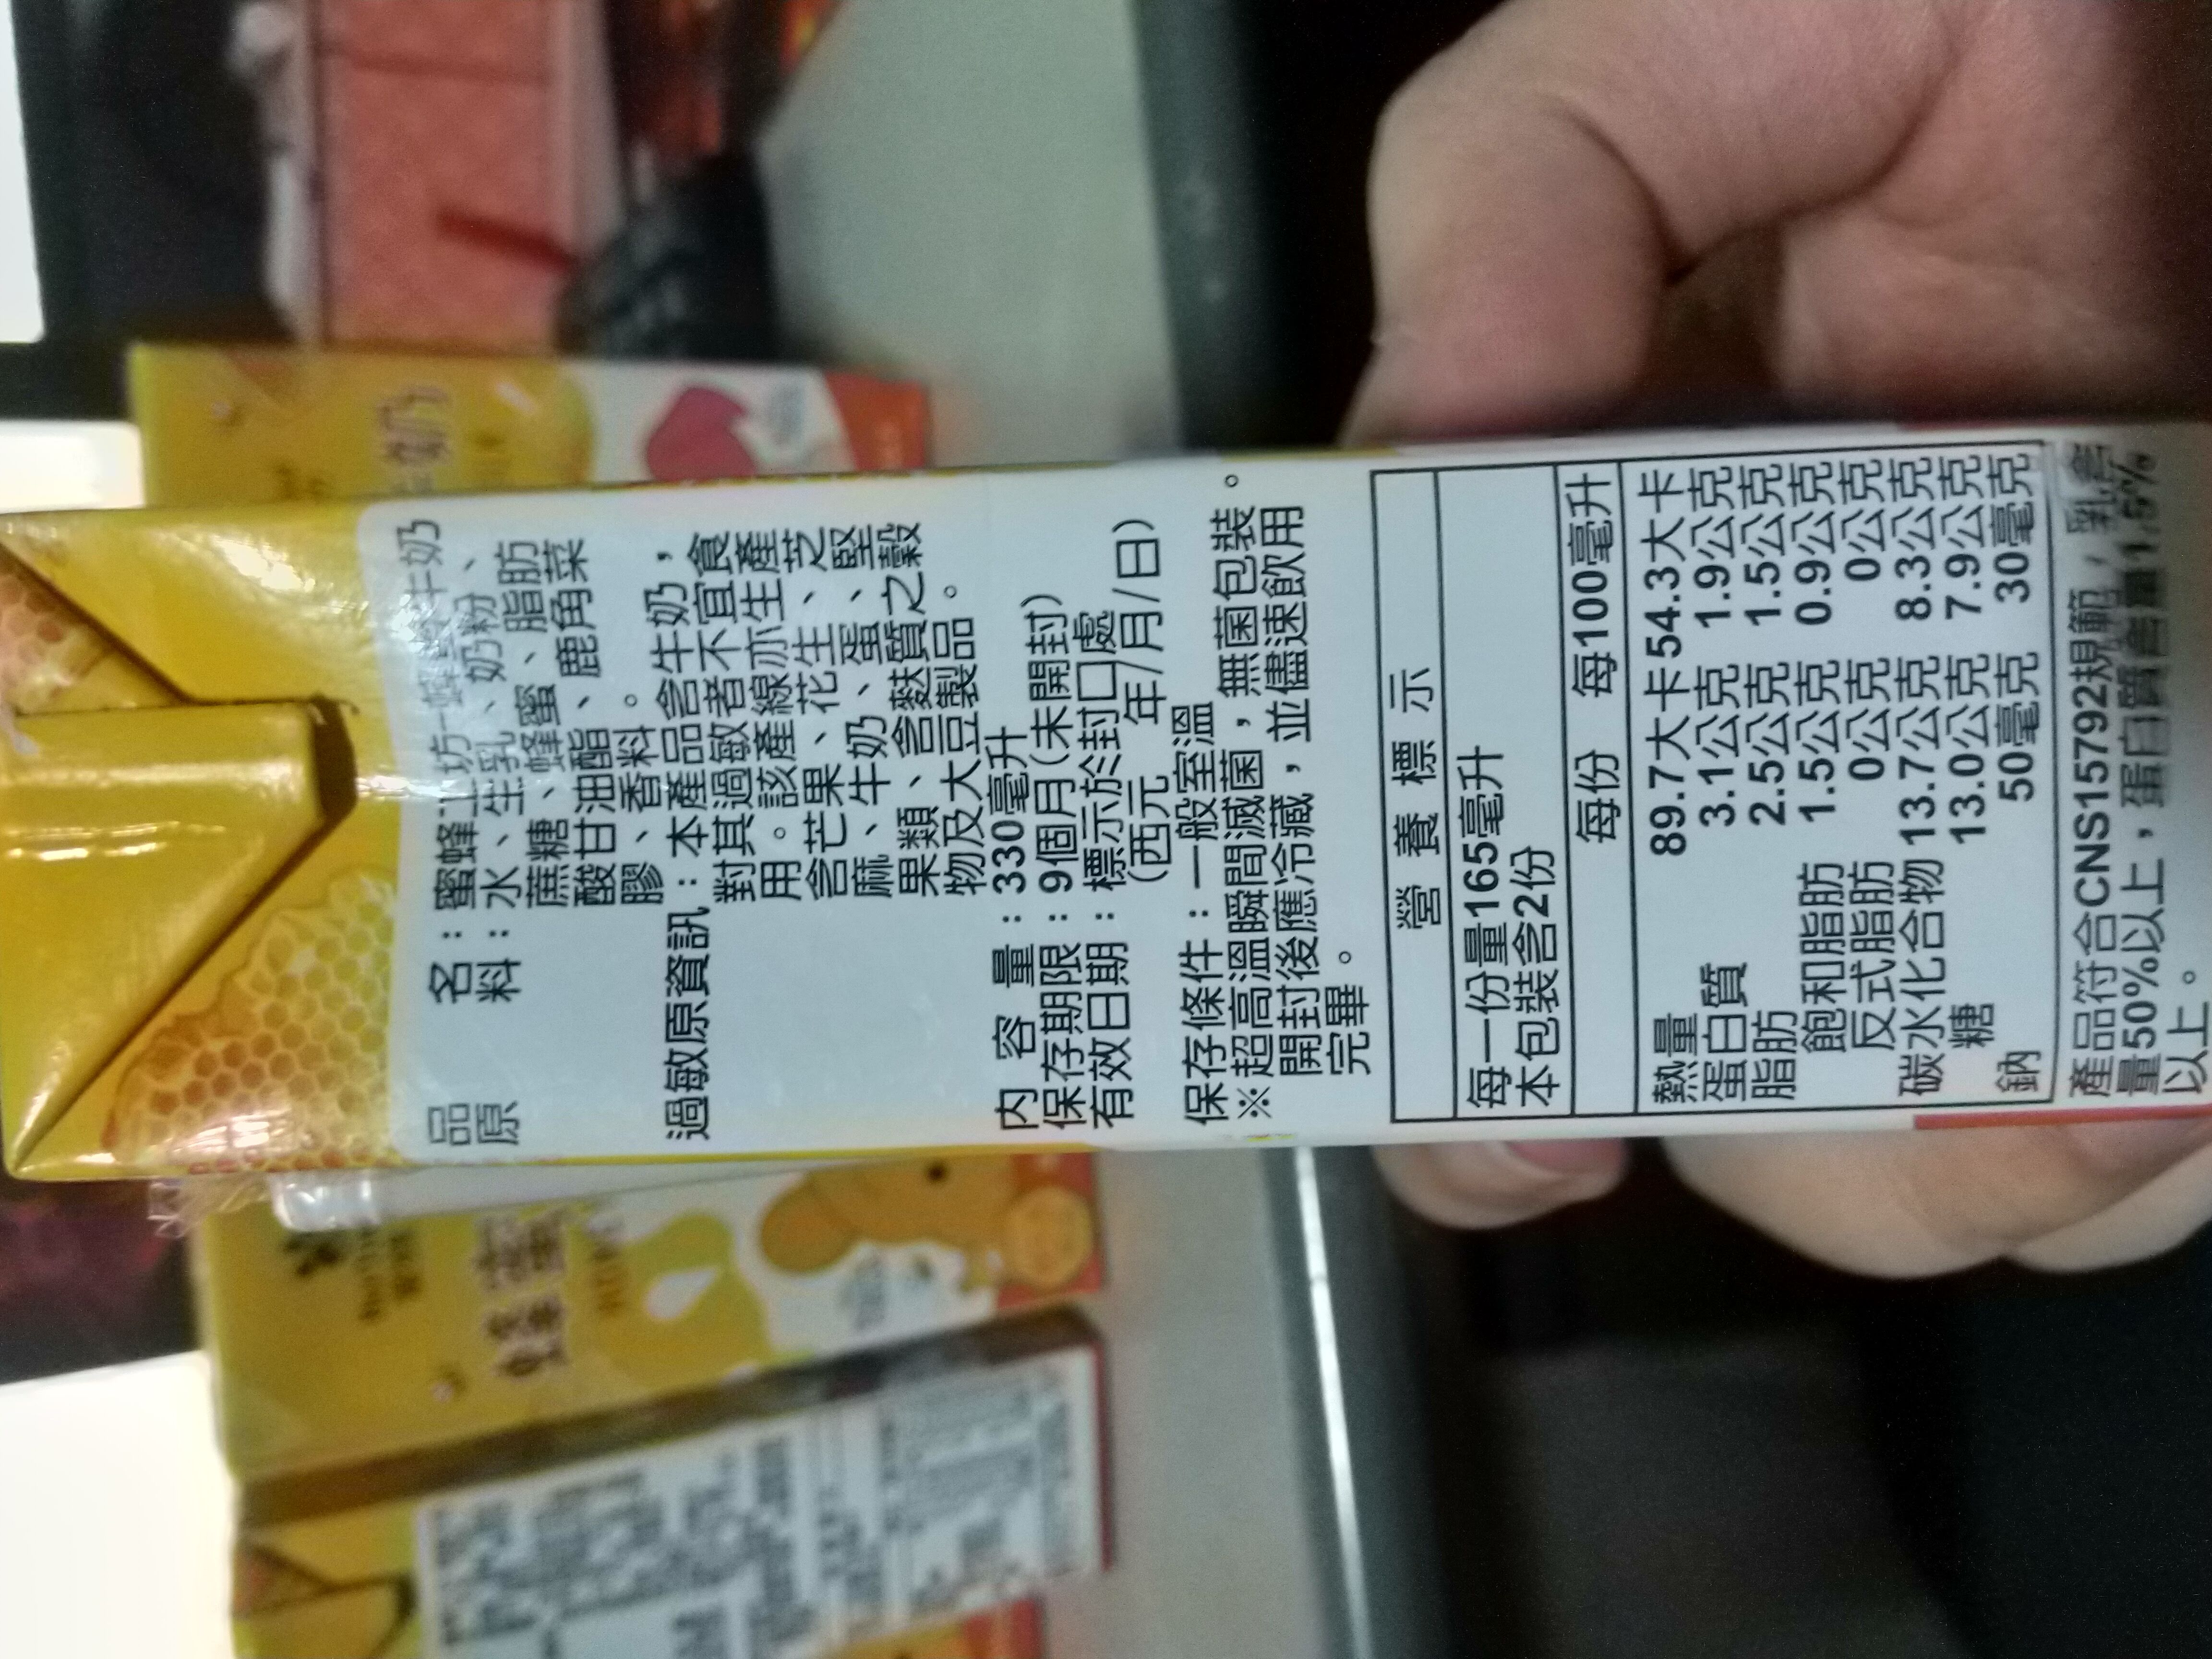 品名：蜜蜂工坊-蜂蜜牛奶
原料：水、生乳、奶粉、
蔗糖、蜂蜜、脂肪
酸甘油酯、鹿角菜
膠、香料。
過敏原資訊：本產品含牛奶，
對其過敏者不宜食
用。該產線亦生產
含芒果、花生、芝
麻、牛奶、蛋、堅
果類、含麩質之穀
物及大豆製品。
內容量：330毫升
保存期限：9個月(未開封)
有效日期：標示於封口處
(西元 年/月/日)
保存條件：一般室溫
※超高溫瞬間滅菌，無菌包裝。
開封後應冷藏，並儘速飲用
完畢。
營養標示
每一份量165毫升
本包裝含2份
每份 每100毫升
熱量 89.7大卡 54.3大卡
蛋白質 3.1公克 1.9公克
脂肪 2.5公克 1.5公克
飽和脂肪 1.5公克 0.9公克
反式脂肪 0公克 0公克
碳水化合物 13.7公克 8.3公克
糖 13.0公克 7.9公克
鈉 50毫克 30毫克
產品符合CNS15792規範，乳含
量50%以上，蛋白質含量1.5%
以上。
蜂蜜